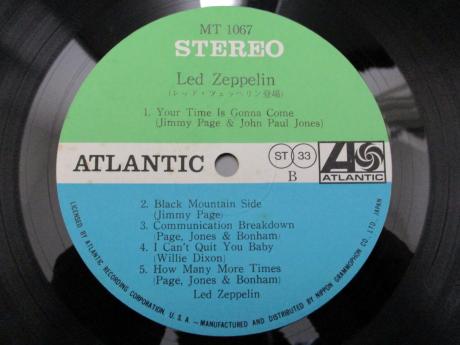 MT 1067
STEREO
Led Zeppelin
(レッド・ツェッペリン登場)
1. Your Time Is Gonna Come
(Jimmy Page & John Paul Jones)
ATLANTIC
ST 33
B
ATLANTIC
2. Black Mountain Side
(Jimmy Page)
3. Communication Breakdown
(Page, Jones & Bonham)
4. I Can't Quit You Baby
(Willie Dixon)
5. How Many More Times
(Page, Jones & Bonham)
Led Zeppelin
LICENSED BY ATLANTIC RECORDING CORPORATION U.S.A.-MANUFACTURED AND DISTRIBUTED BY NIPPON GRAMMOPHON CO., LTD. JAPAN